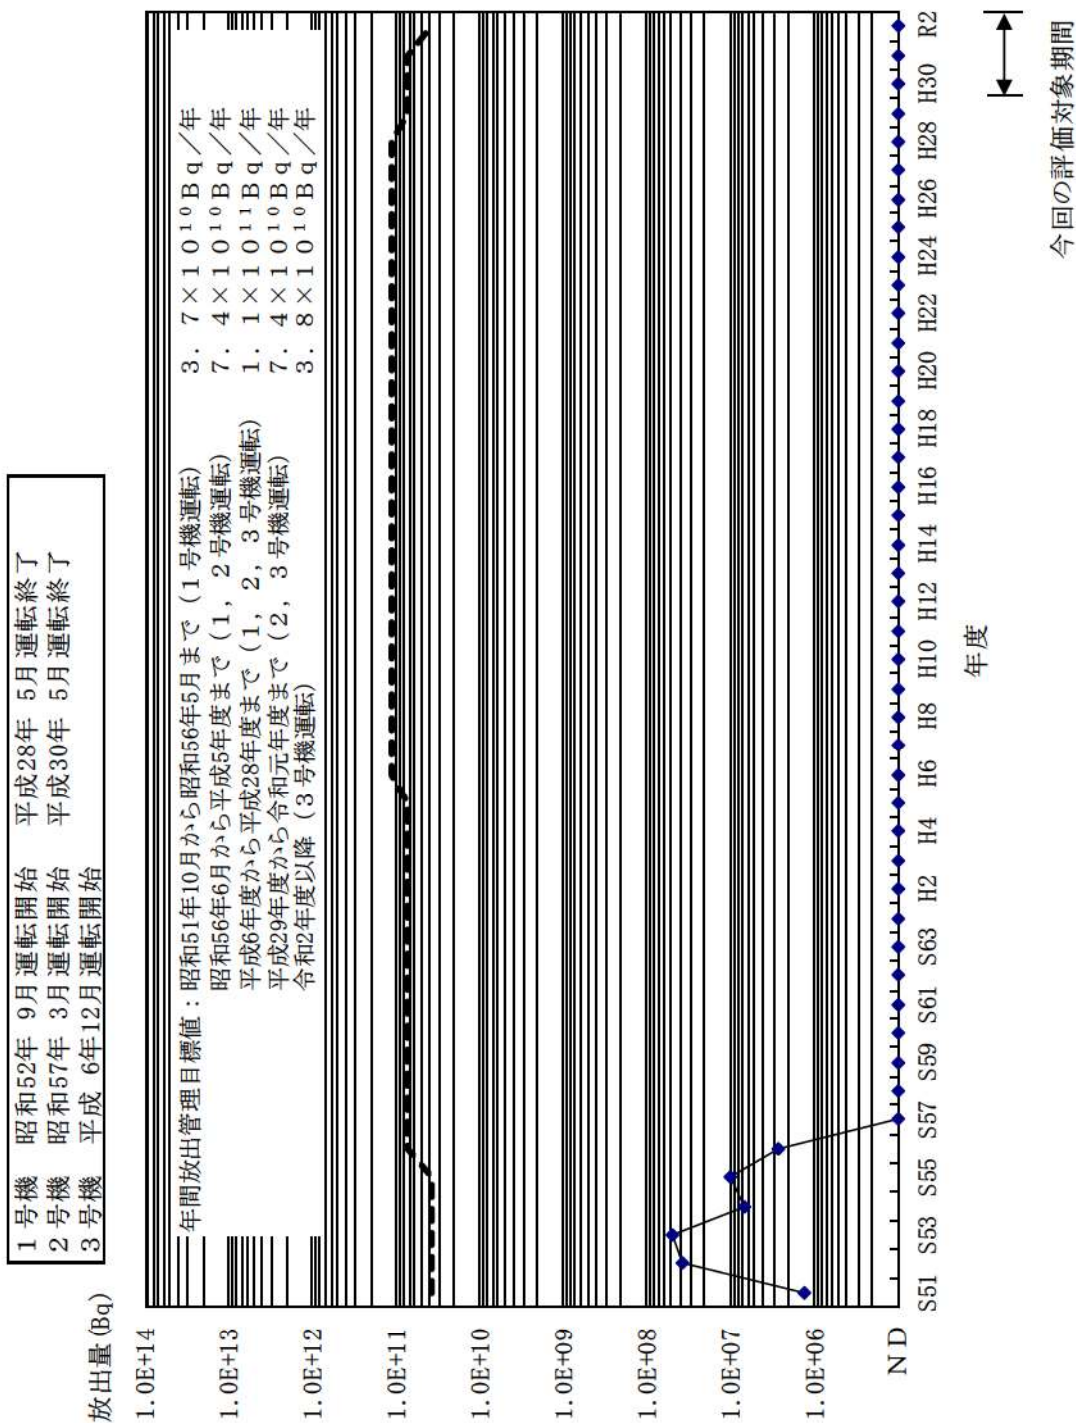 １号機　昭和52年 9月運転開始　平成28年 5月運転終了
２号機　昭和57年 3月運転開始　平成30年 5月運転終了
３号機　平成 6年12月運転開始
放出量(Bq)
年間放出管理目標値：昭和51年10月から昭和56年5月まで（１号機運転）　３．７×１０¹⁰Ｂｑ／年
昭和56年6月から平成5年度まで（１，２号機運転）　７．４×１０¹⁰Ｂｑ／年
平成6年度から平成28年度まで（１，２，３号機運転）　１．１×１０¹¹Ｂｑ／年
平成29年度から令和元年度まで（２，３号機運転）　７．４×１０¹⁰Ｂｑ／年
令和2年度以降（３号機運転）　３．８×１０¹⁰Ｂｑ／年
1.0E+14
1.0E+13
1.0E+12
1.0E+11
1.0E+10
1.0E+09
1.0E+08
1.0E+07
1.0E+06
ＮＤ
S51 S53 S55 S57 S59 S61 S63 H2 H4 H6 H8 H10 H12 H14 H16 H18 H20 H22 H24 H26 H28 H30 R2
年度
今回の評価対象期間